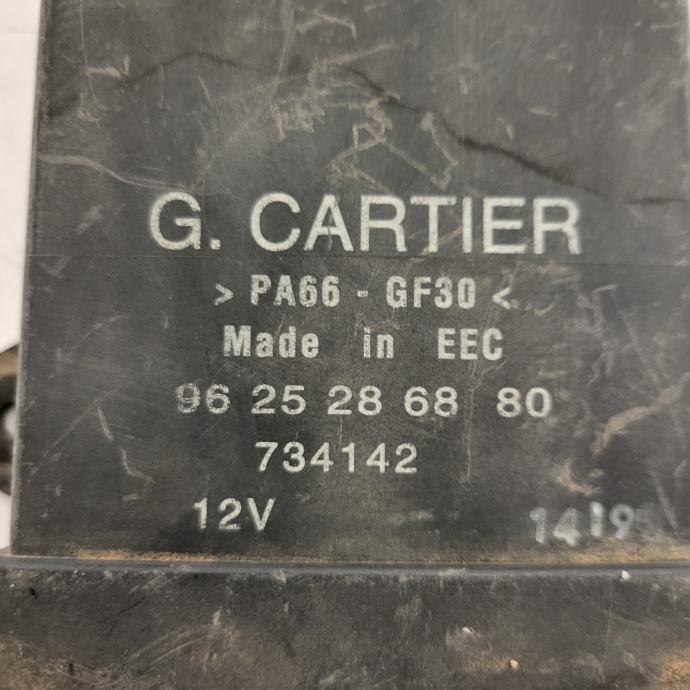 G. CARTIER
> PA66 - GF30 <
Made in EEC
96 25 28 68 80
734142
12V